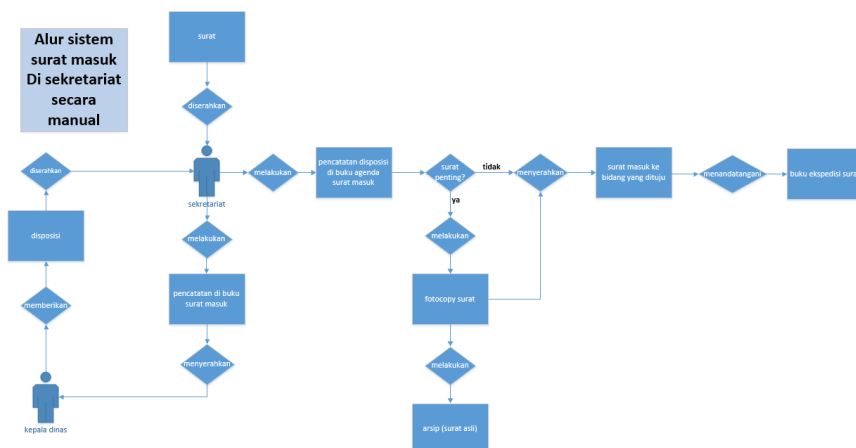 Alur sistem
surat masuk
Di sekretariat
secara
manual
surat
diserahkan
sekretariat
melakukan
pencatatan disposisi
di buku agenda
surat masuk
surat
penting?
tidak
ya
menyerahkan
surat masuk ke
bidang yang dituju
menandatangani
buku ekspedisi surat
diserahkan
disposisi
memberikan
kepala dinas
melakukan
pencatatan di buku
surat masuk
menyerahkan
melakukan
fotocopy surat
melakukan
arsip (surat asli)